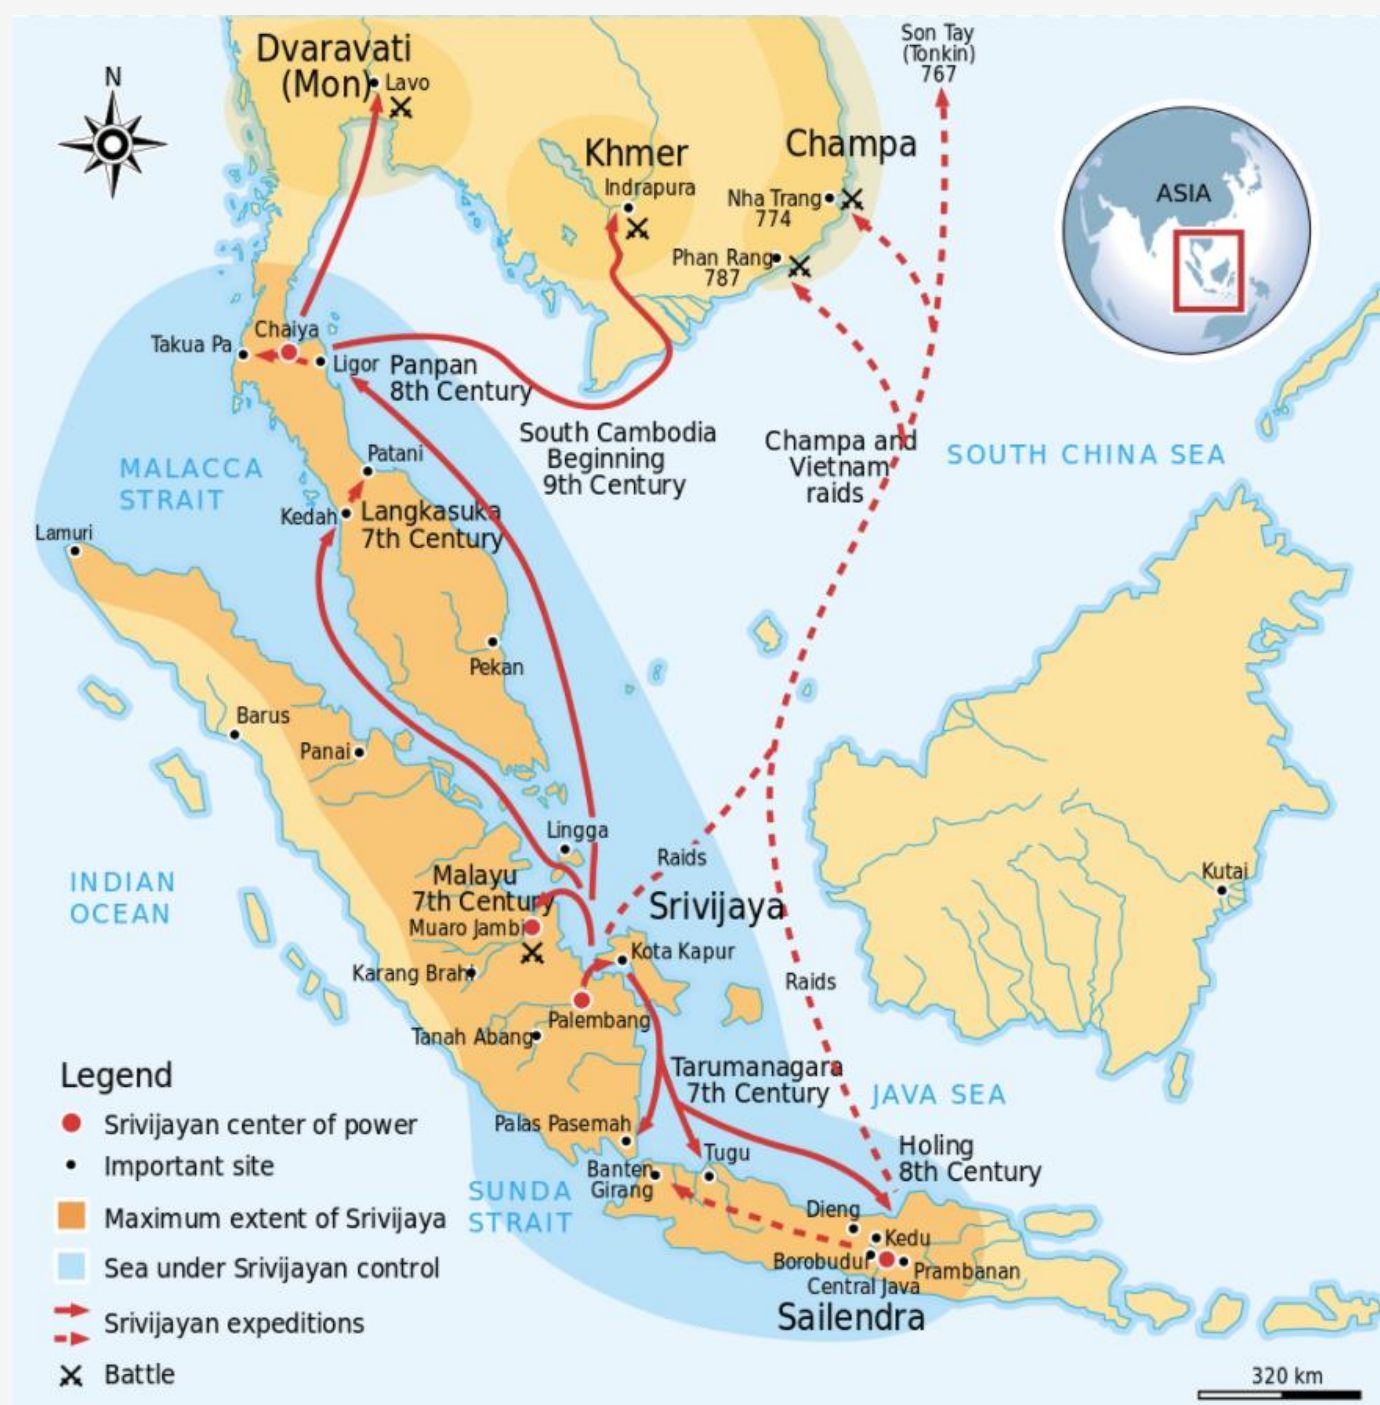 Dvaravati
(Mon)
Lavo
Son Tay
(Tonkin)
767
N
Khmer
Indrapura
Champa
Nha Trang
774
Phan Rang
787
ASIA
Takua Pa
Chaiya
Ligor
Panpan
8th Century
South Cambodia
Beginning
9th Century
Champa and
Vietnam
raids
SOUTH CHINA SEA
MALACCA
STRAIT
Patani
Kedah
Langkasuka
7th Century
Lamuri
Pekan
Barus
Panai
Lingga
Raids
INDIAN
OCEAN
Malayu
7th Century
Muaro Jambi
Srivijaya
Kutai
Kota Kapur
Karang Brahi
Raids
Palembang
Tanah Abang
Tarumanagara
7th Century
JAVA SEA
Palas Pasemah
Tugu
Holing
8th Century
Banten
Girang
SUNDA
STRAIT
Dieng
Kedu
Borobudur
Prambanan
Central Java
Sailendra
Legend
Srivijayan center of power
Important site
Maximum extent of Srivijaya
Sea under Srivijayan control
Srivijayan expeditions
Battle
320 km